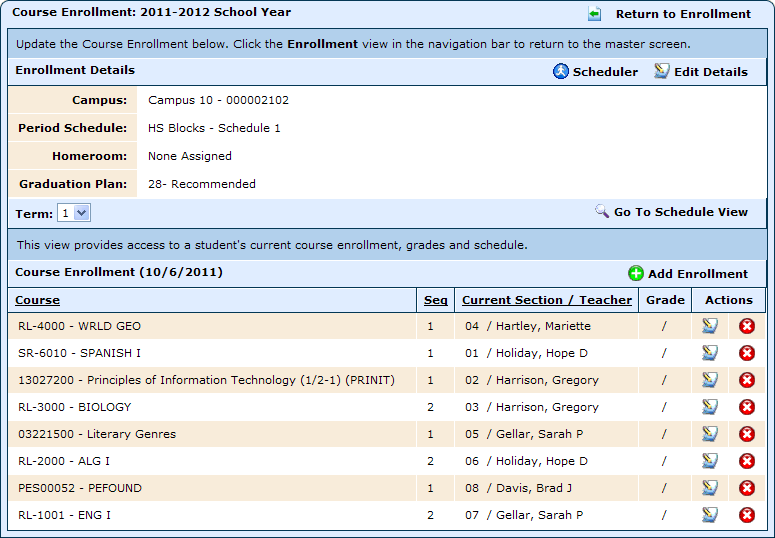 Course Enrollment: 2011-2012 School Year Return to Enrollment
Update the Course Enrollment below. Click the Enrollment view in the navigation bar to return to the master screen.
Enrollment Details Scheduler Edit Details
Campus: Campus 10 - 000002102
Period Schedule: HS Blocks - Schedule 1
Homeroom: None Assigned
Graduation Plan: 28- Recommended
Term: 1 Go To Schedule View
This view provides access to a student's current course enrollment, grades and schedule.
Course Enrollment (10/6/2011) Add Enrollment
Course Seq Current Section / Teacher Grade Actions
RL-4000 - WRLD GEO 1 04 / Hartley, Mariette /
SR-6010 - SPANISH I 1 01 / Holiday, Hope D /
13027200 - Principles of Information Technology (1/2-1) (PRINIT) 1 02 / Harrison, Gregory /
RL-3000 - BIOLOGY 2 03 / Harrison, Gregory /
03221500 - Literary Genres 1 05 / Gellar, Sarah P /
RL-2000 - ALG I 2 06 / Holiday, Hope D /
PES00052 - PEFOUND 1 08 / Davis, Brad J /
RL-1001 - ENG I 2 07 / Gellar, Sarah P /